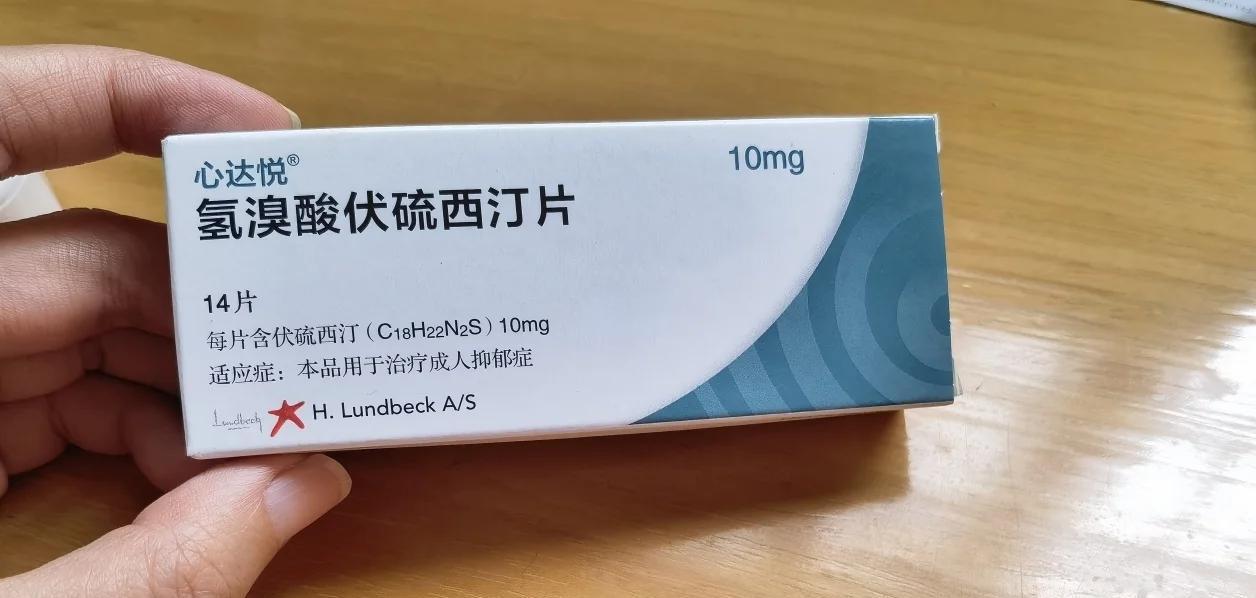 心达悦®
10mg
氢溴酸伏硫西汀片
14片
每片含伏硫西汀(C₁₈H₂₂N₂S)10mg
适应症：本品用于治疗成人抑郁症
Lundbeck H. Lundbeck A/S